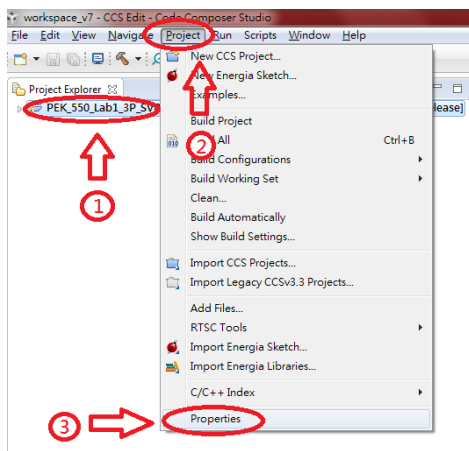 workspace_v7 - CCS Edit - Code Composer Studio
File Edit View Navigate Project Run Scripts Window Help
Project Explorer
New CCS Project...
New Energia Sketch...
Examples...
PEK_550_Lab1_3P_SV lease]
Build Project
All Ctrl+B
Build Configurations
Build Working Set
Clean...
Build Automatically
Show Build Settings...
Import CCS Projects...
Import Legacy CCSv3.3 Projects...
Add Files...
RTSC Tools
Import Energia Sketch...
Import Energia Libraries...
C/C++ Index
Properties
1
2
3